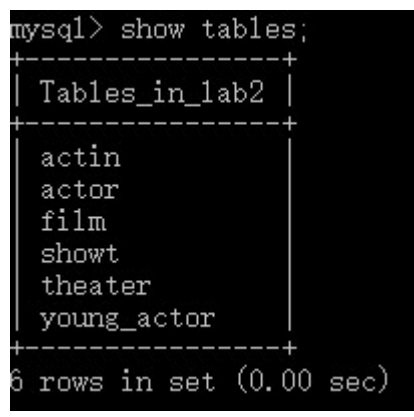 mysql> show tables;
+-----------------+
| Tables_in_lab2 |
+-----------------+
| actin |
| actor |
| film |
| showt |
| theater |
| young_actor |
+-----------------+
6 rows in set (0.00 sec)